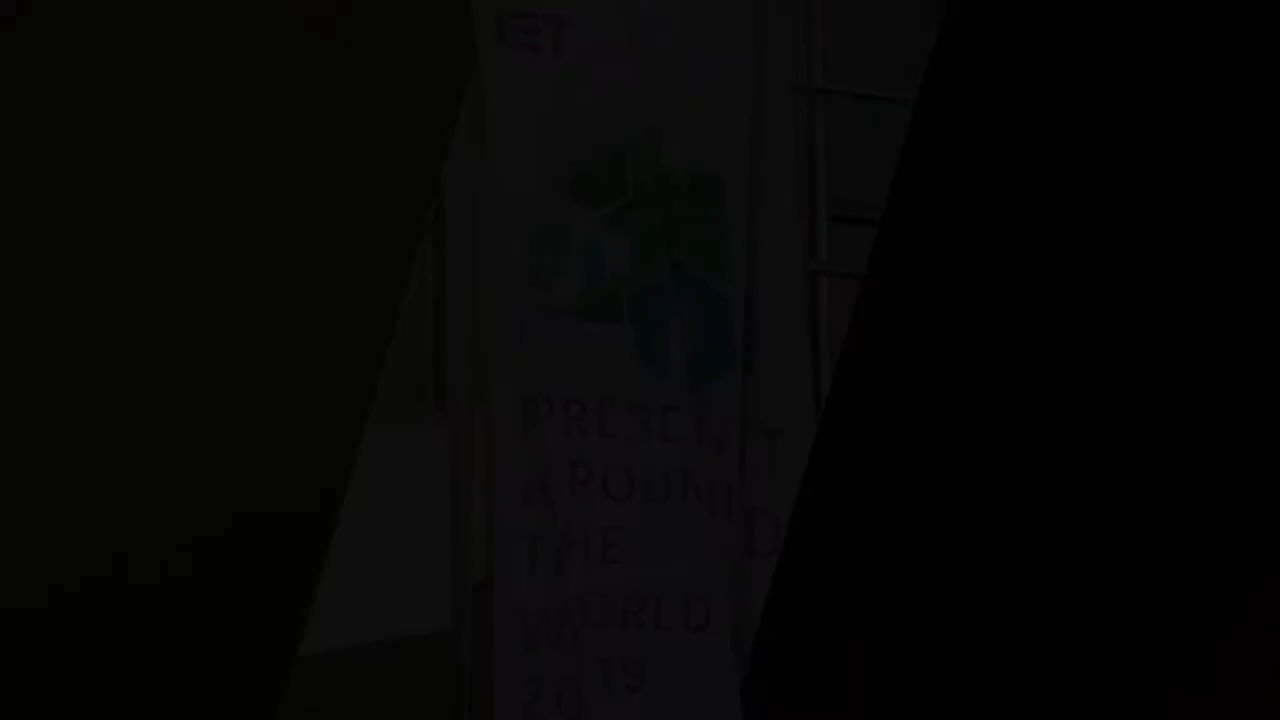 IET
PRESENT
AROUND
THE
WORLD
2019